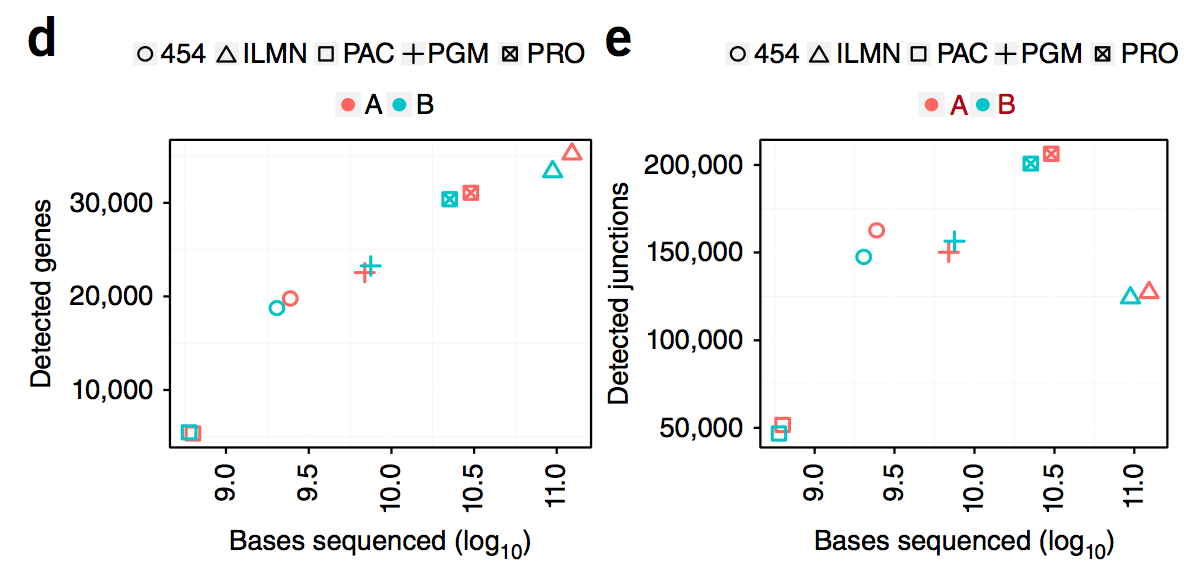 d
454 ILMN PAC PGM PRO
A B
Detected genes
30,000
20,000
10,000
9.0 9.5 10.0 10.5 11.0
Bases sequenced (log10)
e
454 ILMN PAC PGM PRO
A B
Detected junctions
200,000
150,000
100,000
50,000
9.0 9.5 10.0 10.5 11.0
Bases sequenced (log10)